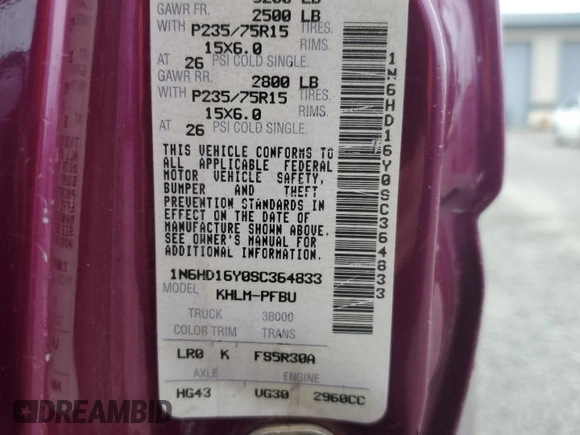 GAWR FR. 2500 LB
WITH P235/75R15 TIRES,
15X6.0 RIMS,
AT 26 PSI COLD SINGLE.
GAWR RR. 2800 LB
WITH P235/75R15 TIRES,
15X6.0 RIMS,
AT 26 PSI COLD SINGLE.
THIS VEHICLE CONFORMS TO
ALL APPLICABLE FEDERAL
MOTOR VEHICLE SAFETY,
BUMPER AND THEFT
PREVENTION STANDARDS IN
EFFECT ON THE DATE OF
MANUFACTURE SHOWN ABOVE.
SEE OWNER'S MANUAL FOR
ADDITIONAL INFORMATION.
1N6HD16Y0SC364833
MODEL KHLM-PFBU
TRUCK 38000
COLOR TRIM TRANS
LR0 K FS5R30A
AXLE ENGINE
HG43 VG30 2960CC
1N6HD16Y0SC364833
DREAMBID